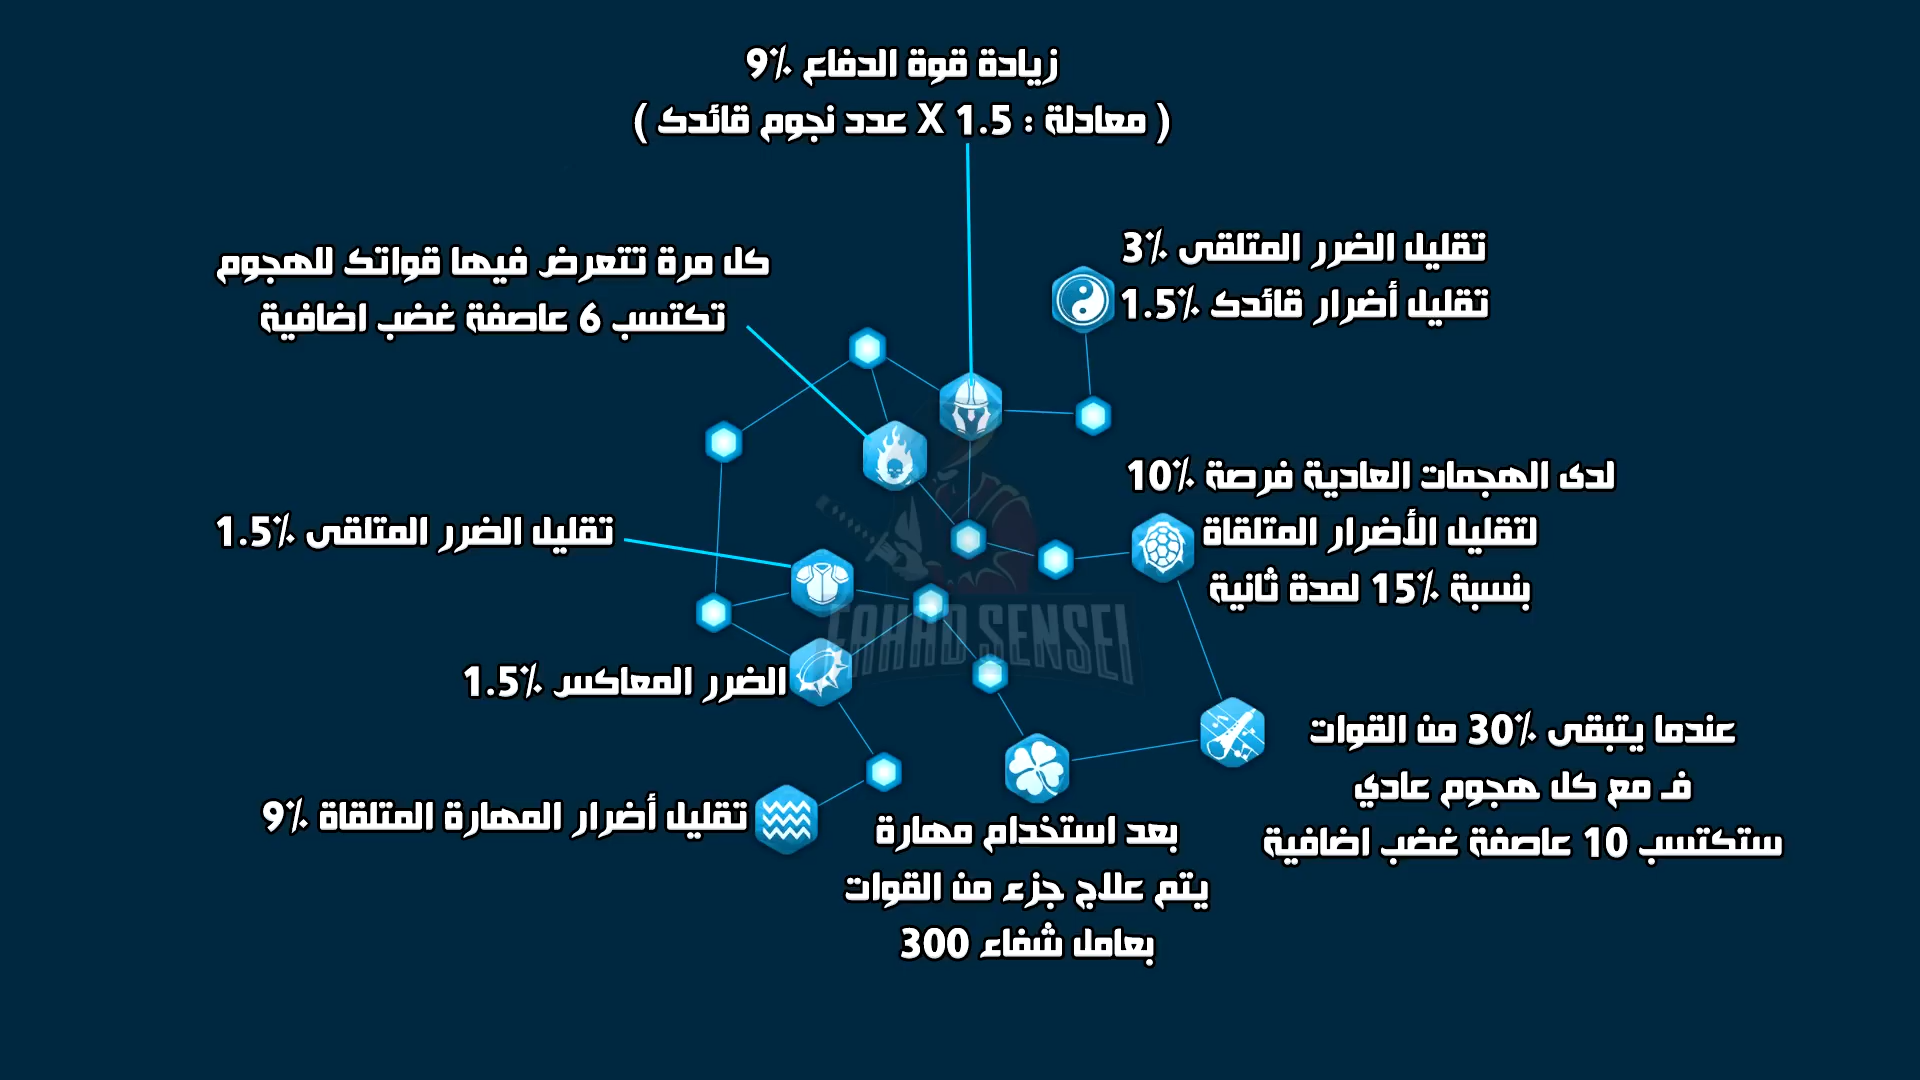 زيادة قوة الدفاع 9%
( معادلة : 1.5 X عدد نجوم قائدك )
تقليل الضرر المتلقى 3%
تقليل أضرار قائدك 1.5%
كل مرة تتعرض فيها قواتك للهجوم
تكتسب 6 عاصفة غضب اضافية
لدى الهجمات العادية فرصة 10%
لتقليل الأضرار المتلقاة
بنسبة 15% لمدة ثانية
تقليل الضرر المتلقى 1.5%
FAHAD SENSEI
الضرر المعاكس 1.5%
عندما يتبقى 30% من القوات
فـ مع كل هجوم عادي
ستكتسب 10 عاصفة غضب اضافية
تقليل أضرار المهارة المتلقاة 9%
بعد استخدام مهارة
يتم علاج جزء من القوات
بعامل شفاء 300